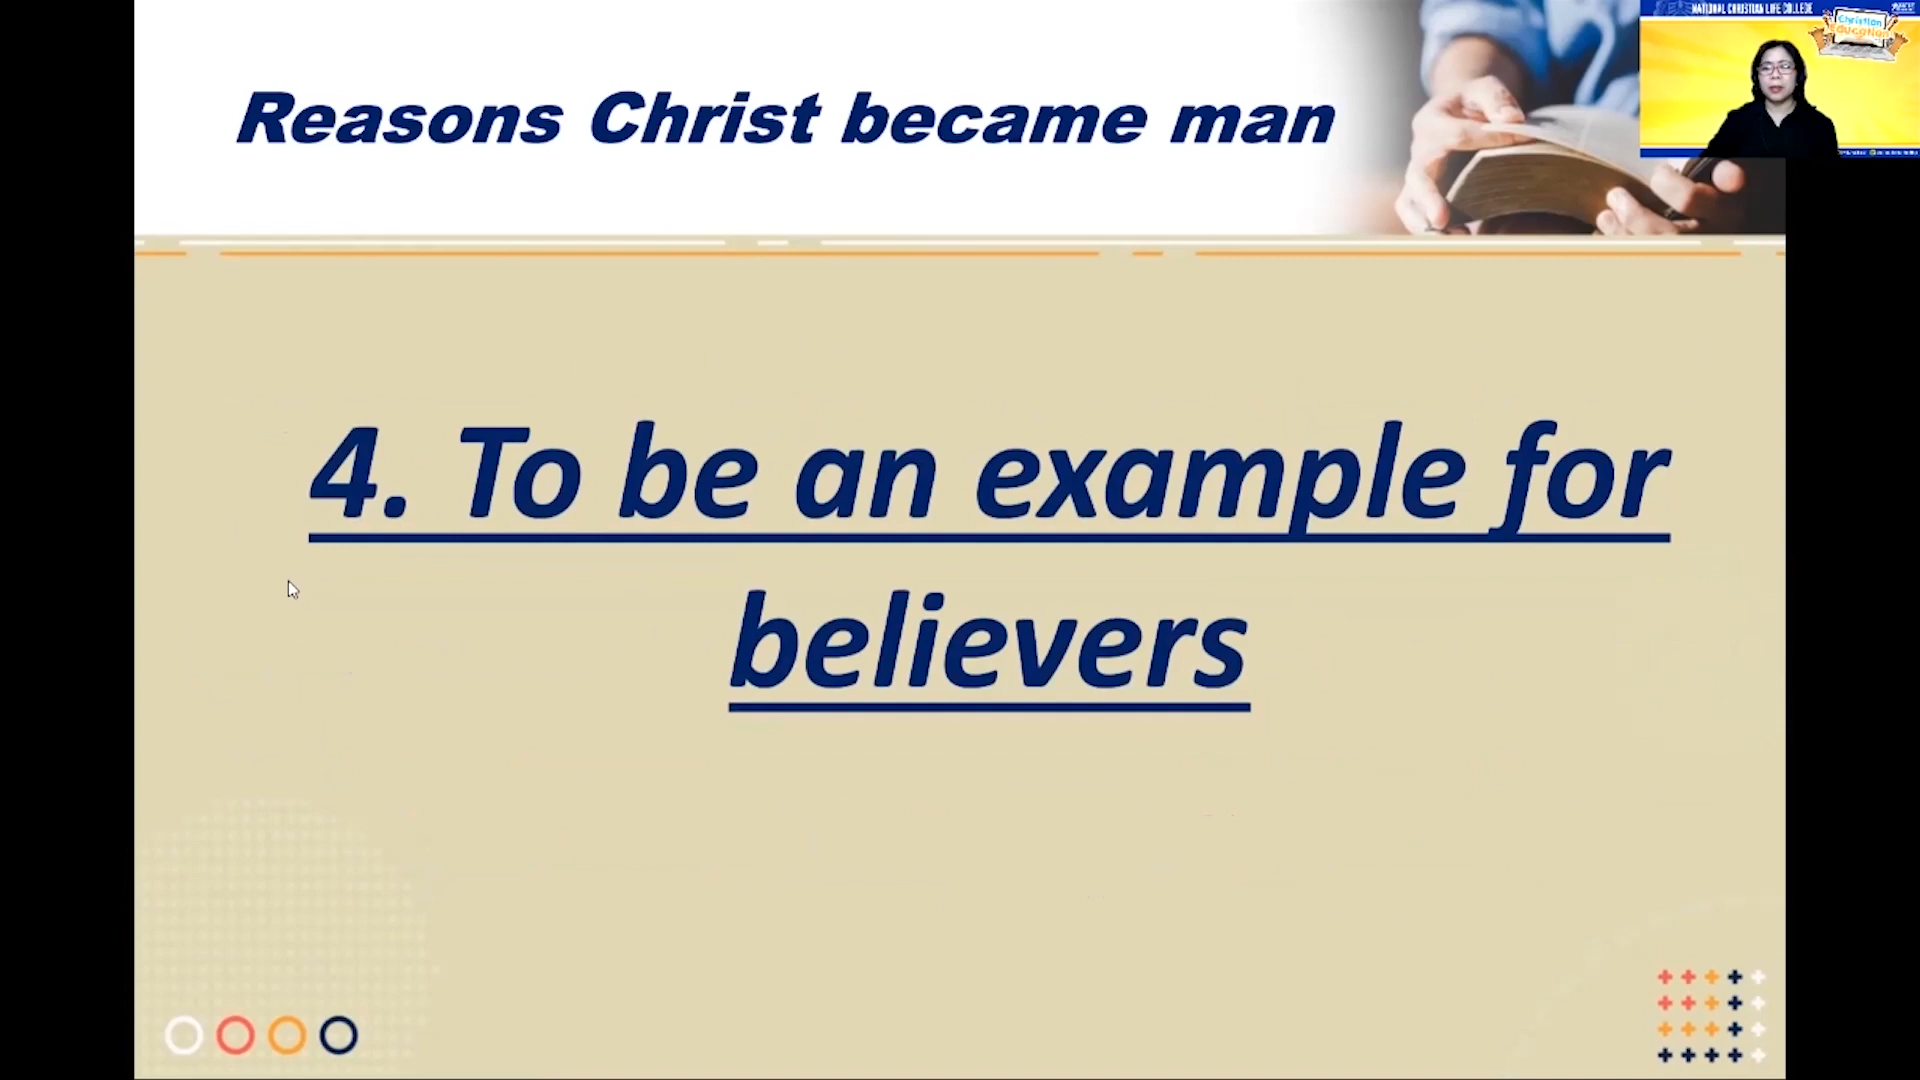 Reasons Christ became man
NATIONAL CHRISTIAN LIFE COLLEGE
Christian
Education
4. To be an example for
believers